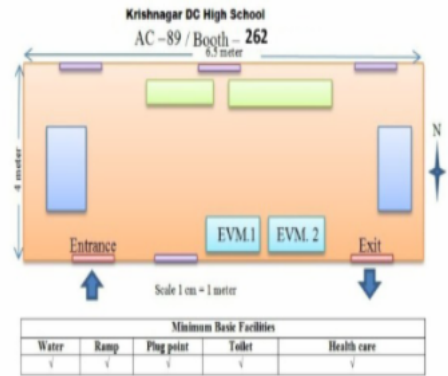 Krishnagar DC High School
AC –89 / Booth – 262
6.5 meter
4 meter
N
EVM.1 EVM. 2
Entrance Exit
Scale 1 cm = 1 meter
Minimum Basic Facilities
Water Ramp Plug point Toilet Health care
√ √ √ √ √